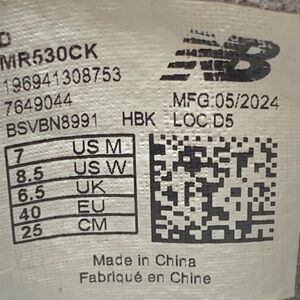 D
MR530CK
196941308753
7649044
BSVBN8991 HBK
NB
MFG:05/2024
LOC D5
7 US M
8.5 US W
6.5 UK
40 EU
25 CM
Made in China
Fabriqué en Chine